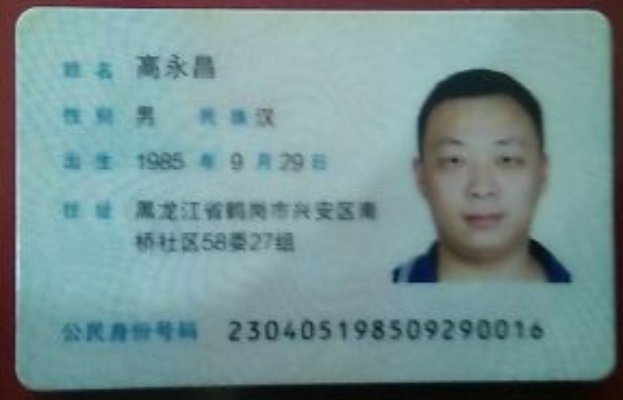 姓名 高永昌
性别 男 民族 汉
出生 1985 年 9 月 29 日
住址 黑龙江省鹤岗市兴安区南
桥社区58委27组
公民身份号码 230405198509290016